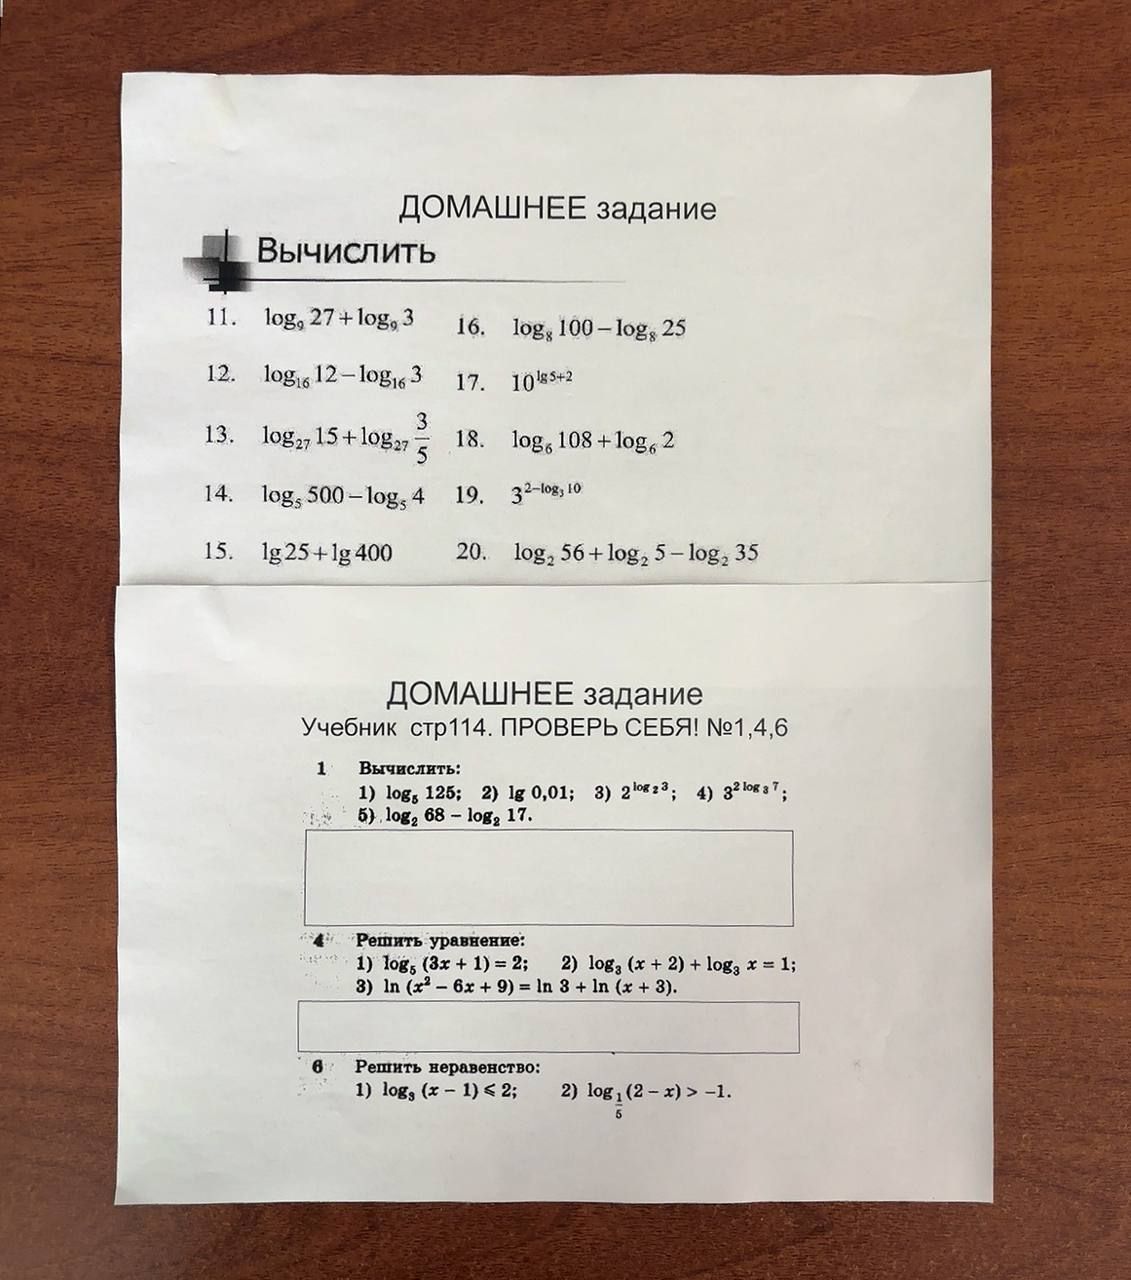 ДОМАШНЕЕ задание
Вычислить
11. log₉ 27 + log₉ 3
12. log₁₆ 12 – log₁₆ 3
13. log₂₇ 15 + log₂₇ 3/5
14. log₅ 500 – log₅ 4
15. lg 25 + lg 400
16. log₈ 100 – log₈ 25
17. 10^(lg 5+2)
18. log₆ 108 + log₆ 2
19. 3^(2–log₃ 10)
20. log₂ 56 + log₂ 5 – log₂ 35
ДОМАШНЕЕ задание
Учебник стр114. ПРОВЕРЬ СЕБЯ! №1,4,6
1 Вычислить:
1) log₅ 125; 2) lg 0,01; 3) 2^(log₂ 3); 4) 3^(2 log₃ 7);
5) log₂ 68 – log₂ 17.
4 Решить уравнение:
1) log₅ (3x + 1) = 2; 2) log₃ (x + 2) + log₃ x = 1;
3) ln (x² – 6x + 9) = ln 3 + ln (x + 3).
6 Решить неравенство:
1) log₃ (x – 1) ⩽ 2; 2) log_(1/5) (2 – x) > –1.